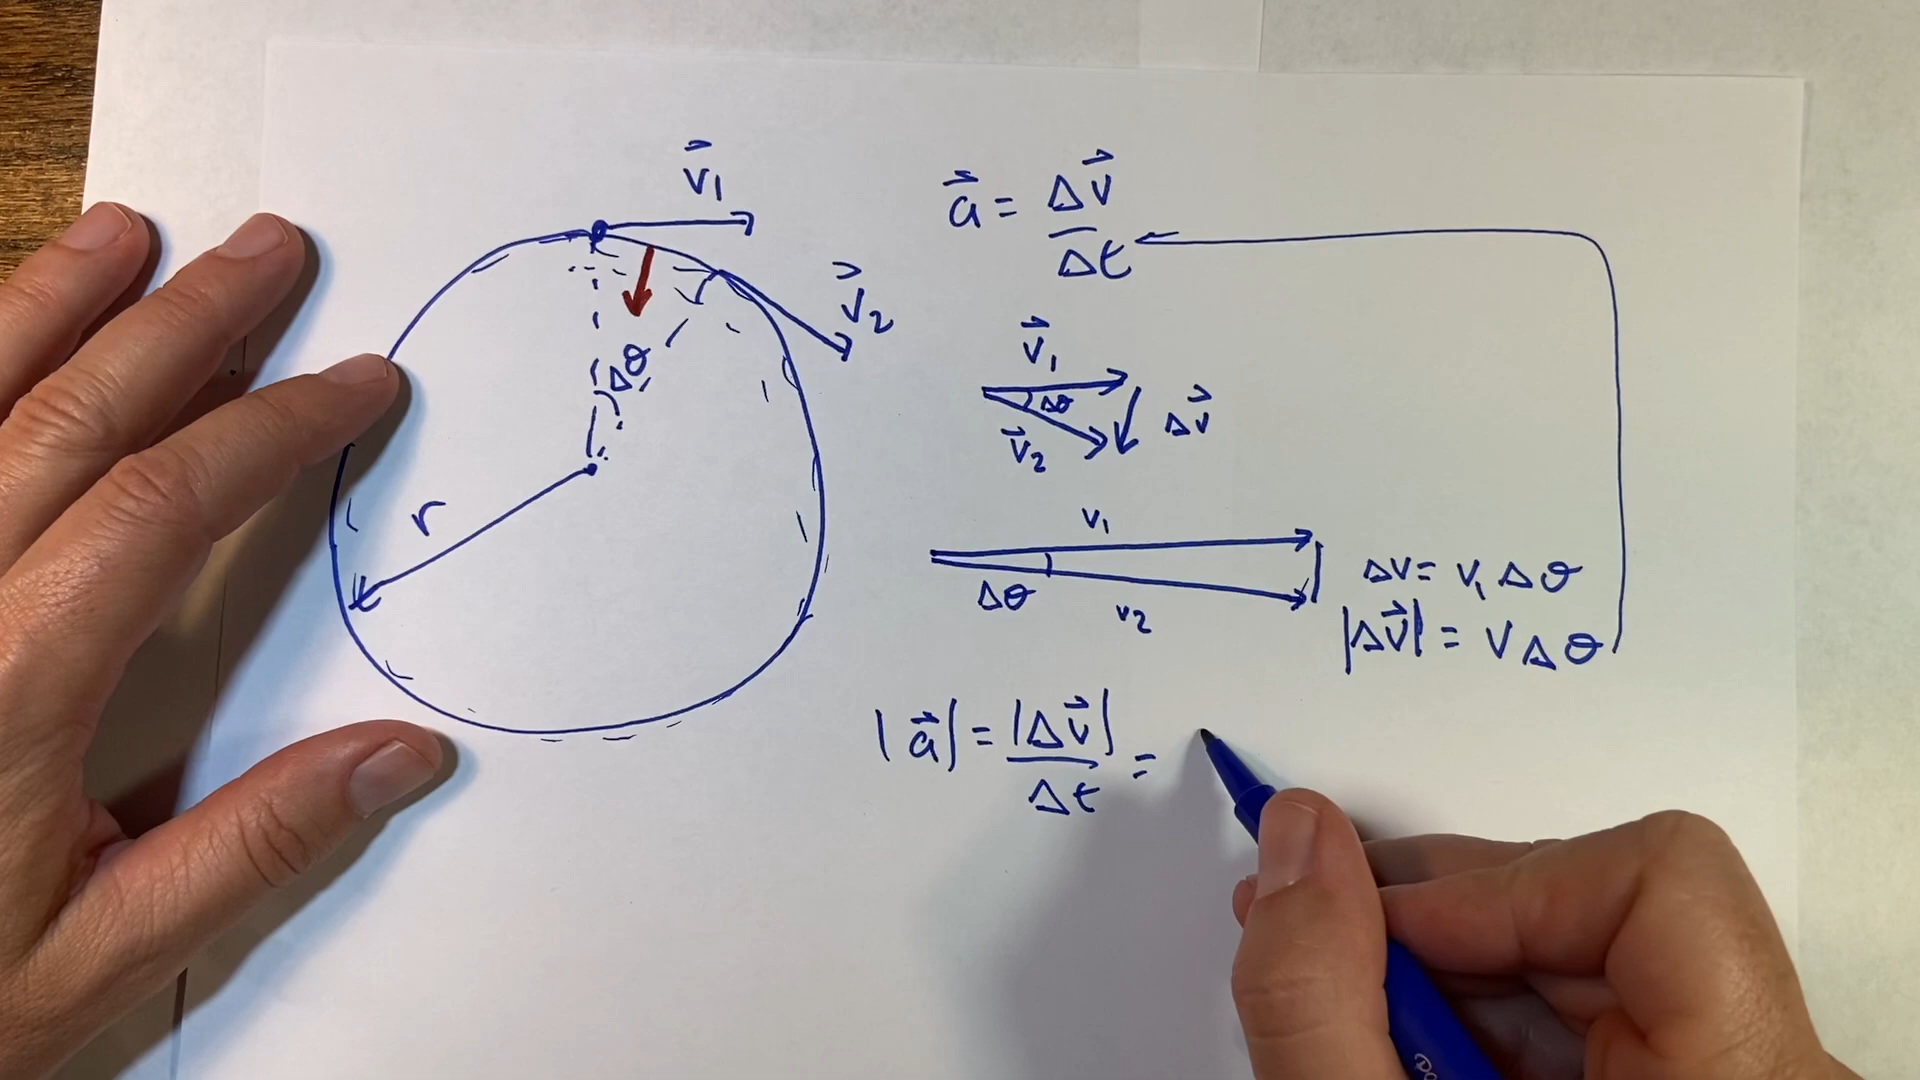 v⃗₁
v⃗₂
Δθ
r
a⃗ = Δv⃗/Δt
v⃗₁
Δθ
Δv⃗
v⃗₂
v₁
Δθ
v₂
Δv = v₁ Δθ
|Δv⃗| = v Δθ
|a⃗| = |Δv⃗|/Δt =